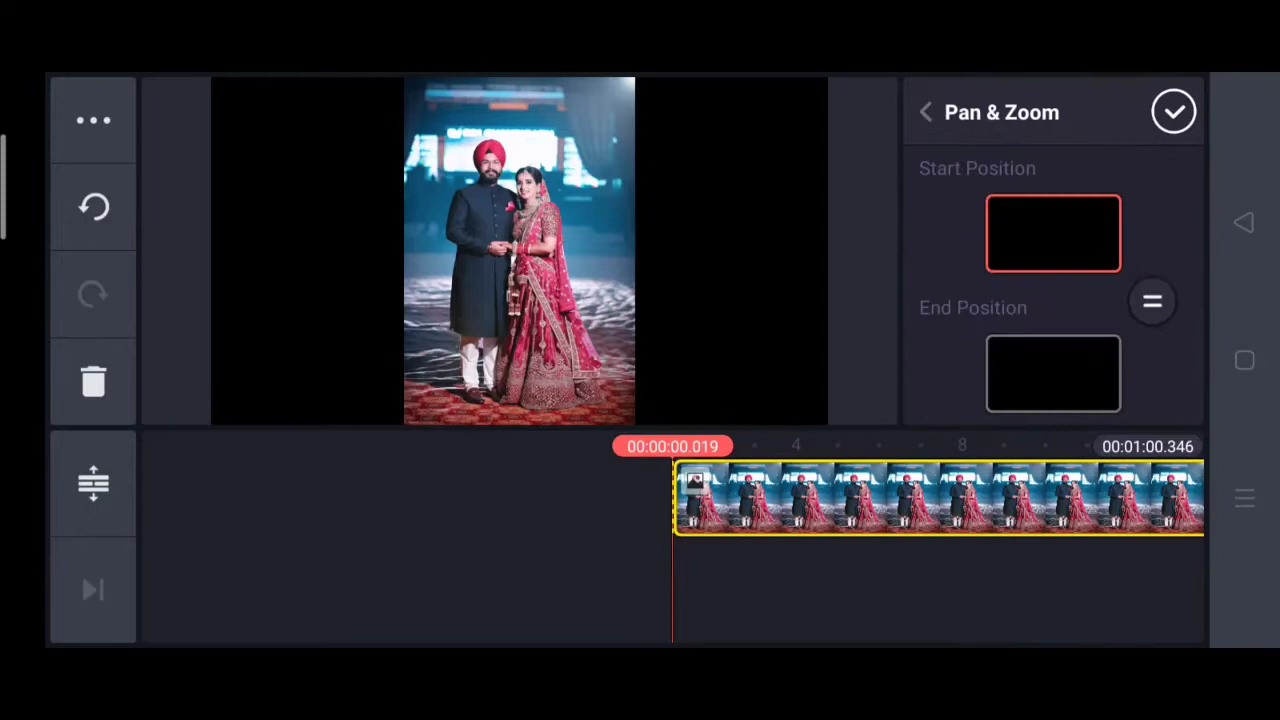 Pan & Zoom
Start Position
End Position
00:00:00.019
4
8
00:01:00.346